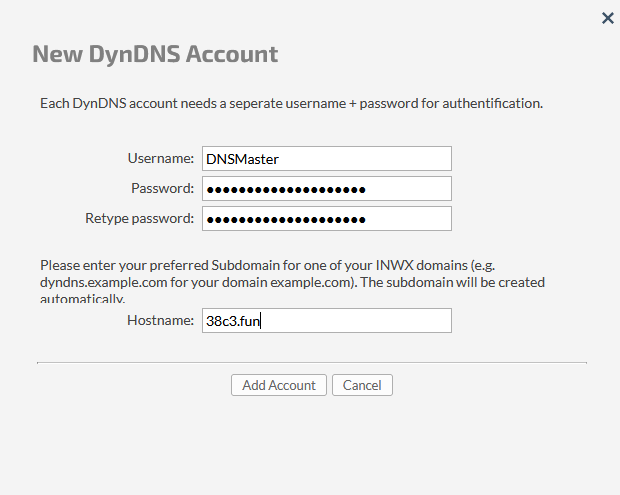 New DynDNS Account
Each DynDNS account needs a seperate username + password for authentification.
Username: DNSMaster
Password: ●●●●●●●●●●●●●●●●●●●●
Retype password: ●●●●●●●●●●●●●●●●●●●●
Please enter your preferred Subdomain for one of your INWX domains (e.g.
dyndns.example.com for your domain example.com). The subdomain will be created
automatically.
Hostname: 38c3.fun
Add Account Cancel